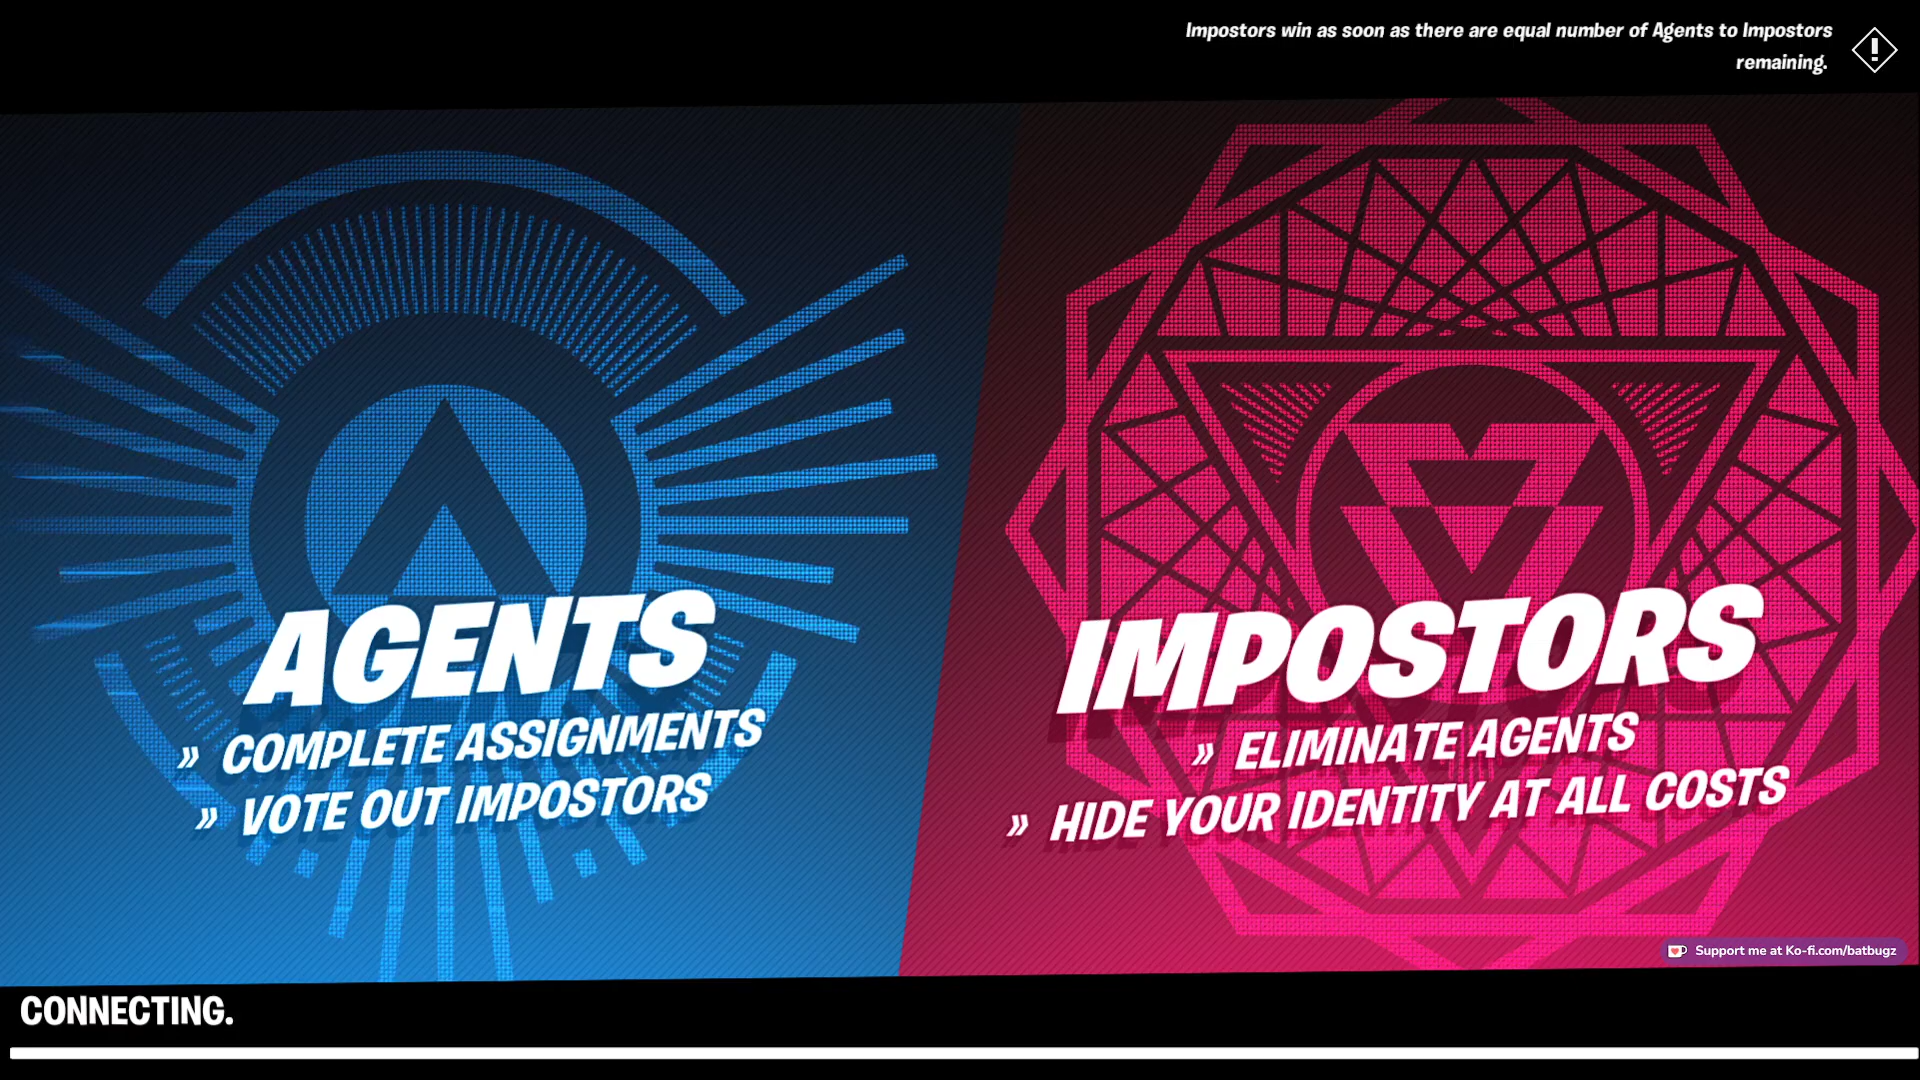 Impostors win as soon as there are equal number of Agents to Impostors
remaining.
AGENTS
» COMPLETE ASSIGNMENTS
» VOTE OUT IMPOSTORS
IMPOSTORS
» ELIMINATE AGENTS
» HIDE YOUR IDENTITY AT ALL COSTS
Support me at Ko-fi.com/batbugz
CONNECTING.